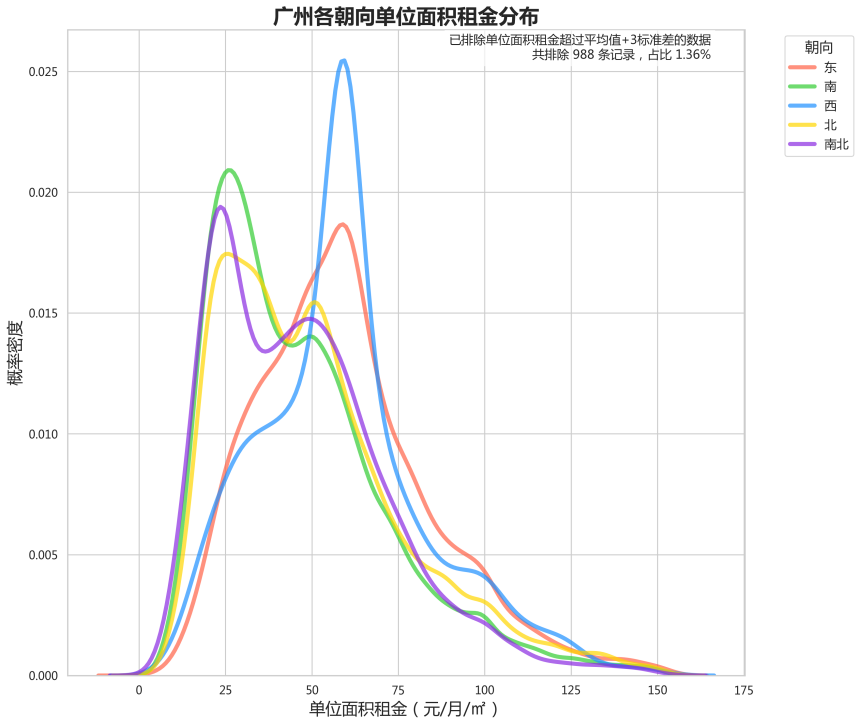 广州各朝向单位面积租金分布
已排除单位面积租金超过平均值+3标准差的数据
共排除 988 条记录，占比 1.36%
朝向
东
南
西
北
南北
概率密度
0.025
0.020
0.015
0.010
0.005
0.000
0 25 50 75 100 125 150 175
单位面积租金（元/月/㎡）